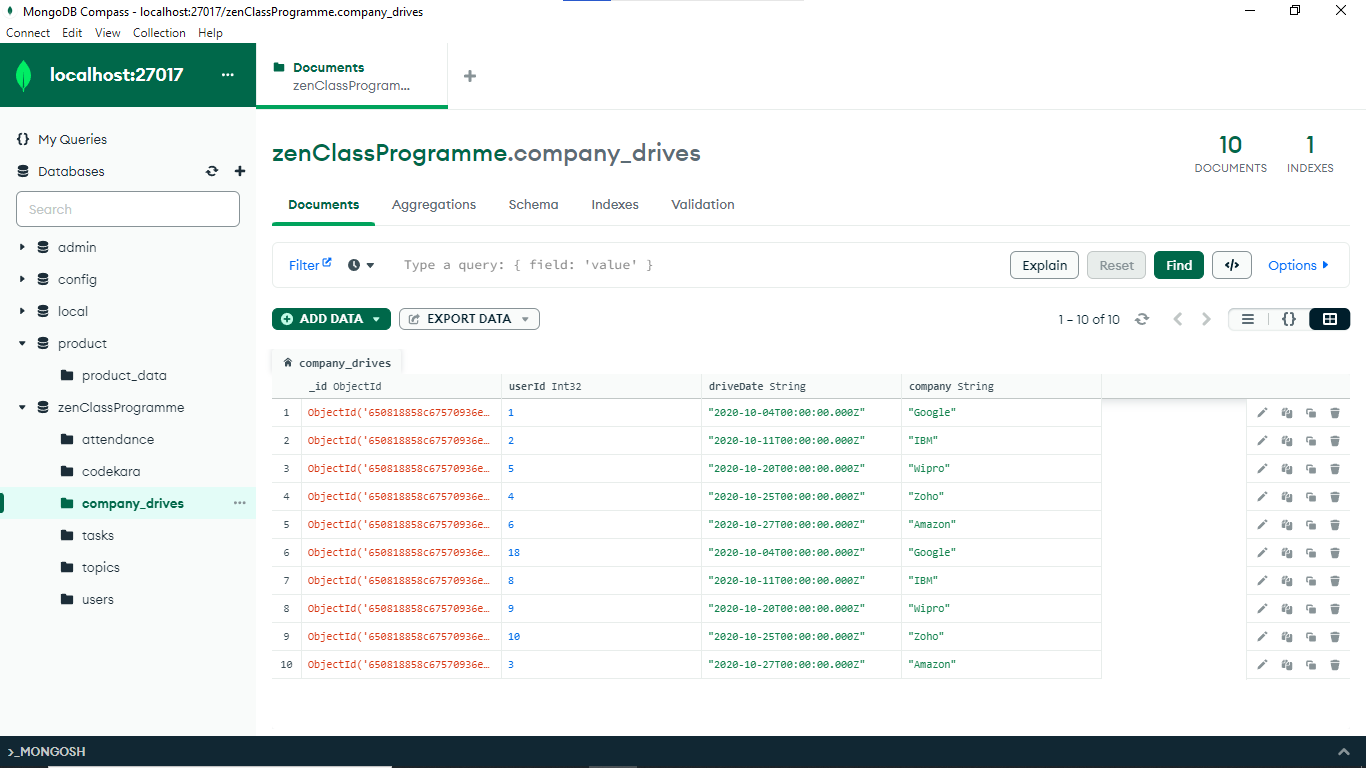 MongoDB Compass - localhost:27017/zenClassProgramme.company_drives
Connect Edit View Collection Help
localhost:27017 ...
Documents
zenClassProgram...
My Queries
Databases
Search
admin
config
local
product
product_data
zenClassProgramme
attendance
codekara
company_drives ...
tasks
topics
users
zenClassProgramme.company_drives
10
DOCUMENTS
1
INDEXES
Documents Aggregations Schema Indexes Validation
Filter Type a query: { field: 'value' } Explain Reset Find </> Options
ADD DATA EXPORT DATA 1 – 10 of 10 {}
company_drives
_id ObjectId userId Int32 driveDate String company String
1 ObjectId('650818858c67570936e… 1 "2020-10-04T00:00:00.000Z" "Google"
2 ObjectId('650818858c67570936e… 2 "2020-10-11T00:00:00.000Z" "IBM"
3 ObjectId('650818858c67570936e… 5 "2020-10-20T00:00:00.000Z" "Wipro"
4 ObjectId('650818858c67570936e… 4 "2020-10-25T00:00:00.000Z" "Zoho"
5 ObjectId('650818858c67570936e… 6 "2020-10-27T00:00:00.000Z" "Amazon"
6 ObjectId('650818858c67570936e… 18 "2020-10-04T00:00:00.000Z" "Google"
7 ObjectId('650818858c67570936e… 8 "2020-10-11T00:00:00.000Z" "IBM"
8 ObjectId('650818858c67570936e… 9 "2020-10-20T00:00:00.000Z" "Wipro"
9 ObjectId('650818858c67570936e… 10 "2020-10-25T00:00:00.000Z" "Zoho"
10 ObjectId('650818858c67570936e… 3 "2020-10-27T00:00:00.000Z" "Amazon"
>_MONGOSH